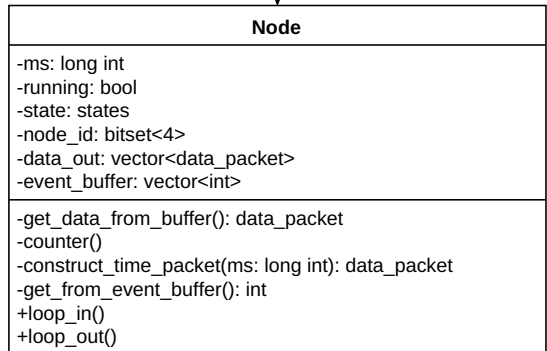 Node
-ms: long int
-running: bool
-state: states
-node_id: bitset<4>
-data_out: vector<data_packet>
-event_buffer: vector<int>
-get_data_from_buffer(): data_packet
-counter()
-construct_time_packet(ms: long int): data_packet
-get_from_event_buffer(): int
+loop_in()
+loop_out()